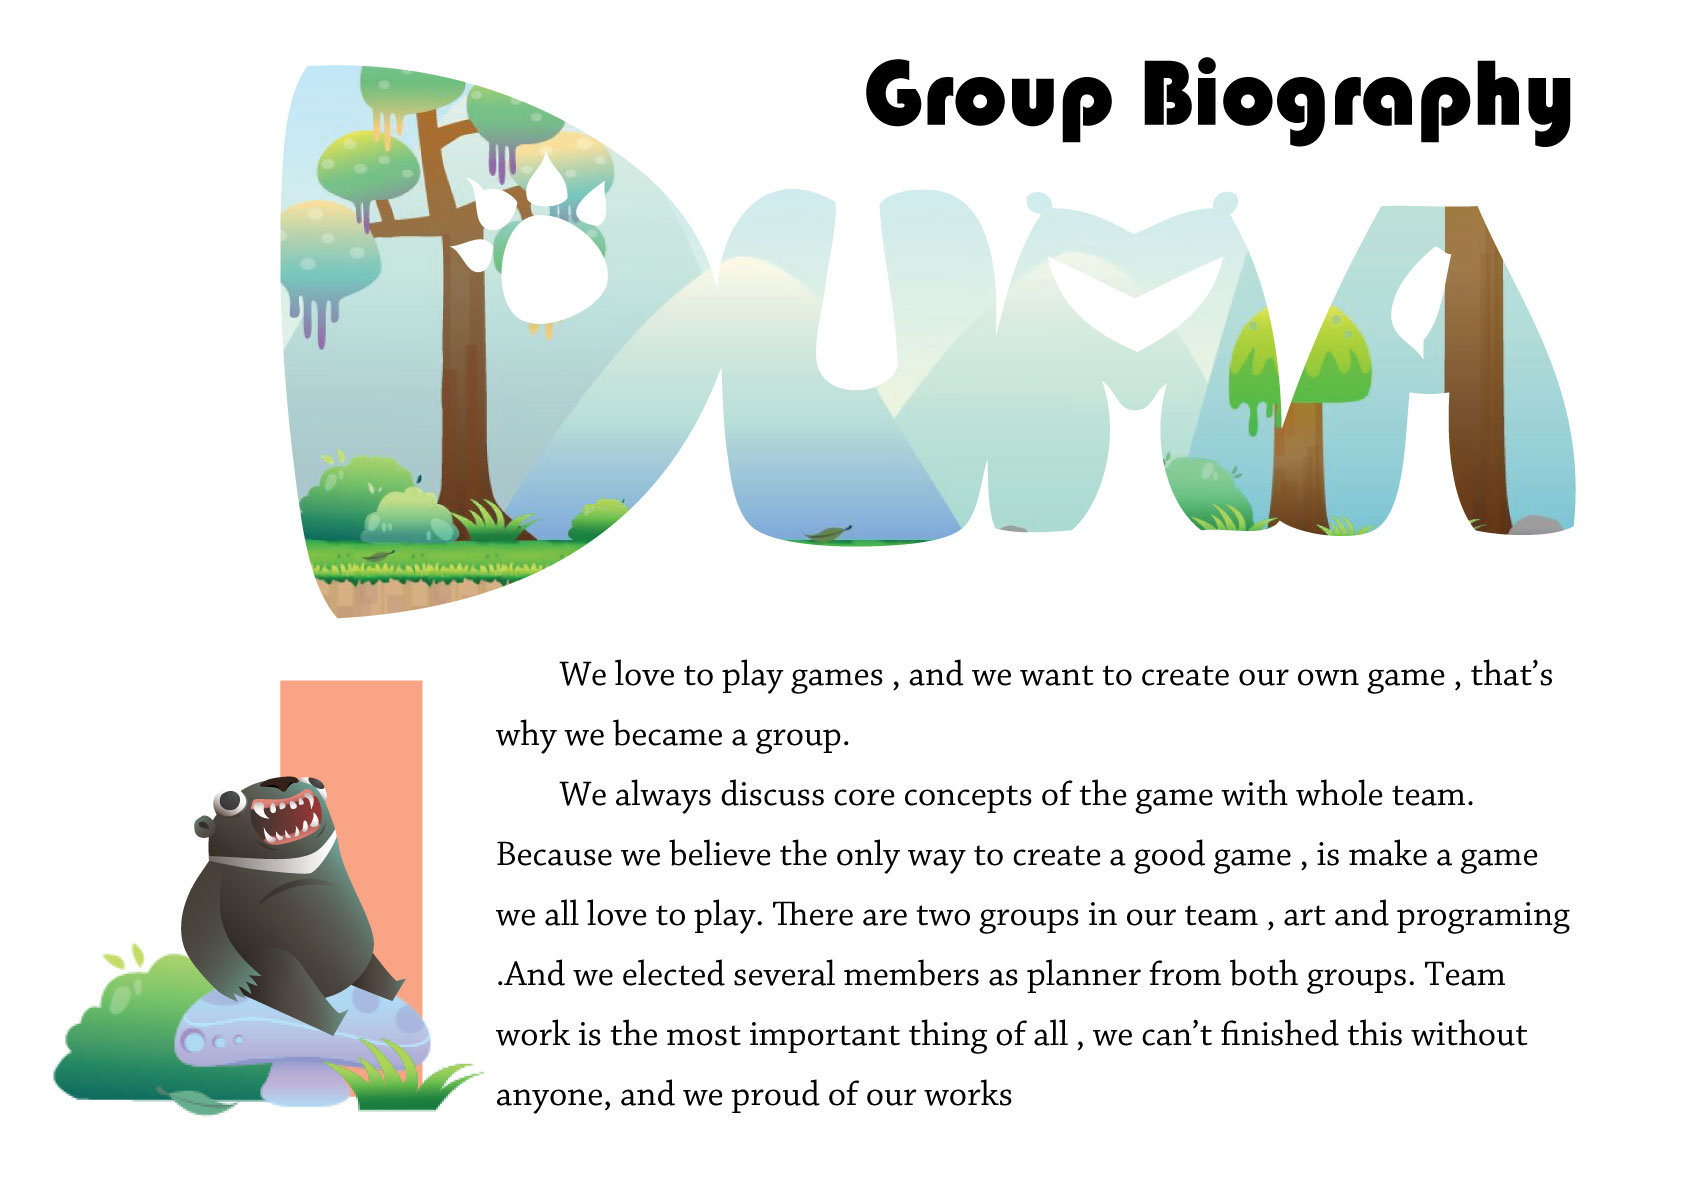 Group Biography
DUMA
We love to play games , and we want to create our own game , that’s
why we became a group.
We always discuss core concepts of the game with whole team.
Because we believe the only way to create a good game , is make a game
we all love to play. There are two groups in our team , art and programing
.And we elected several members as planner from both groups. Team
work is the most important thing of all , we can’t finished this without
anyone, and we proud of our works